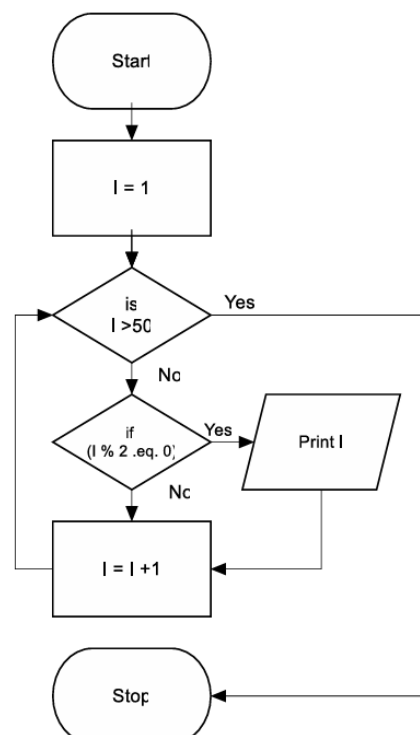 Start
I = 1
is
I >50
Yes
No
if
(I % 2 .eq. 0)
Yes
Print I
No
I = I +1
Stop